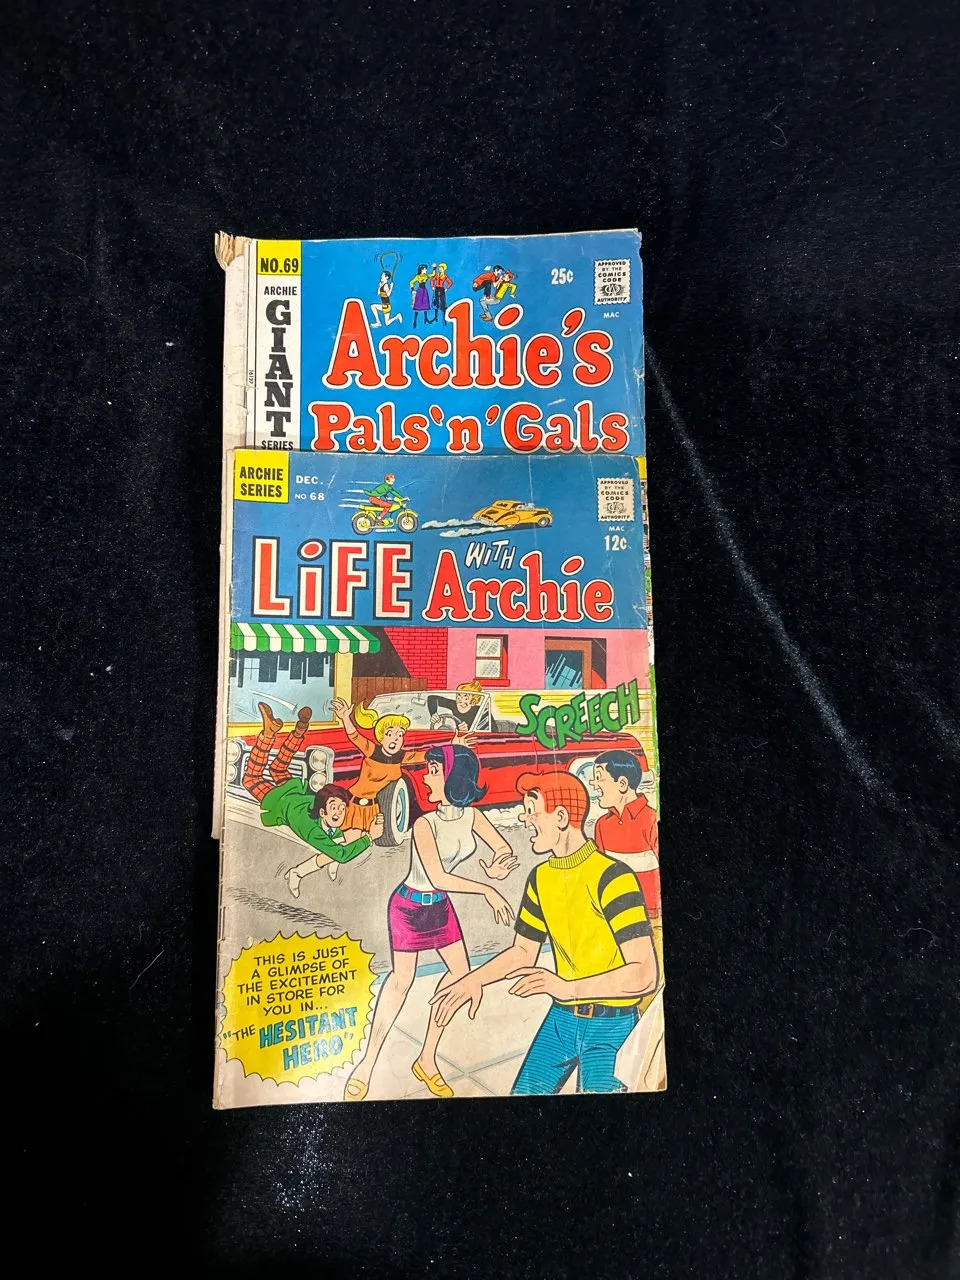 NO.69
ARCHIE
GIANT
SERIES
25¢
APPROVED
BY THE
COMICS
CODE
AUTHORITY
MAC
Archie's
Pals 'n' Gals
ARCHIE
SERIES
DEC.
NO 68
APPROVED
BY THE
COMICS
CODE
AUTHORITY
MAC
12¢
LiFE WITH Archie
SCREECH
THIS IS JUST
A GLIMPSE OF
THE EXCITEMENT
IN STORE FOR
YOU IN...
"THE HESITANT
HERO"